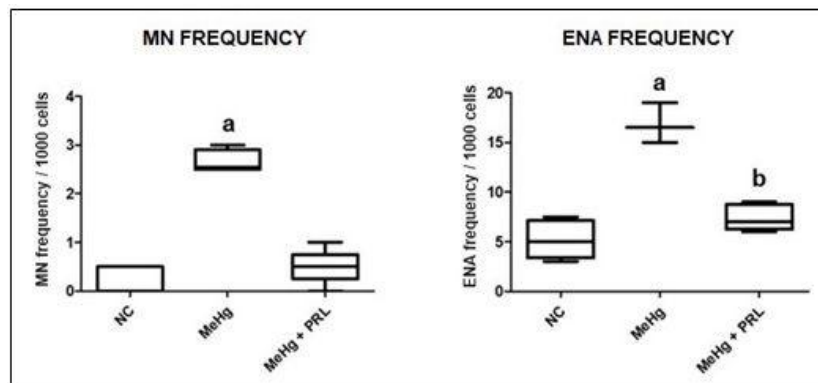 MN FREQUENCY
MN frequency / 1000 cells
4
3
2
1
0
a
NC
MeHg
MeHg + PRL
ENA FREQUENCY
ENA frequency / 1000 cells
20
15
10
5
0
a
b
NC
MeHg
MeHg + PRL